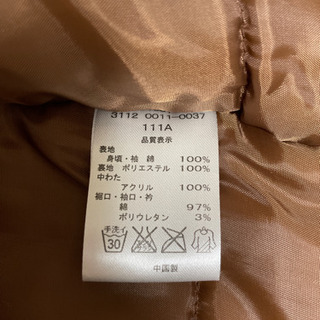 3112 0011-0037
111A
品質表示
表地
身頃・袖 綿 100%
裏地 ポリエステル 100%
中わた
アクリル 100%
裾口・袖口・衿
綿 97%
ポリウレタン 3%
手洗イ
30
中国製